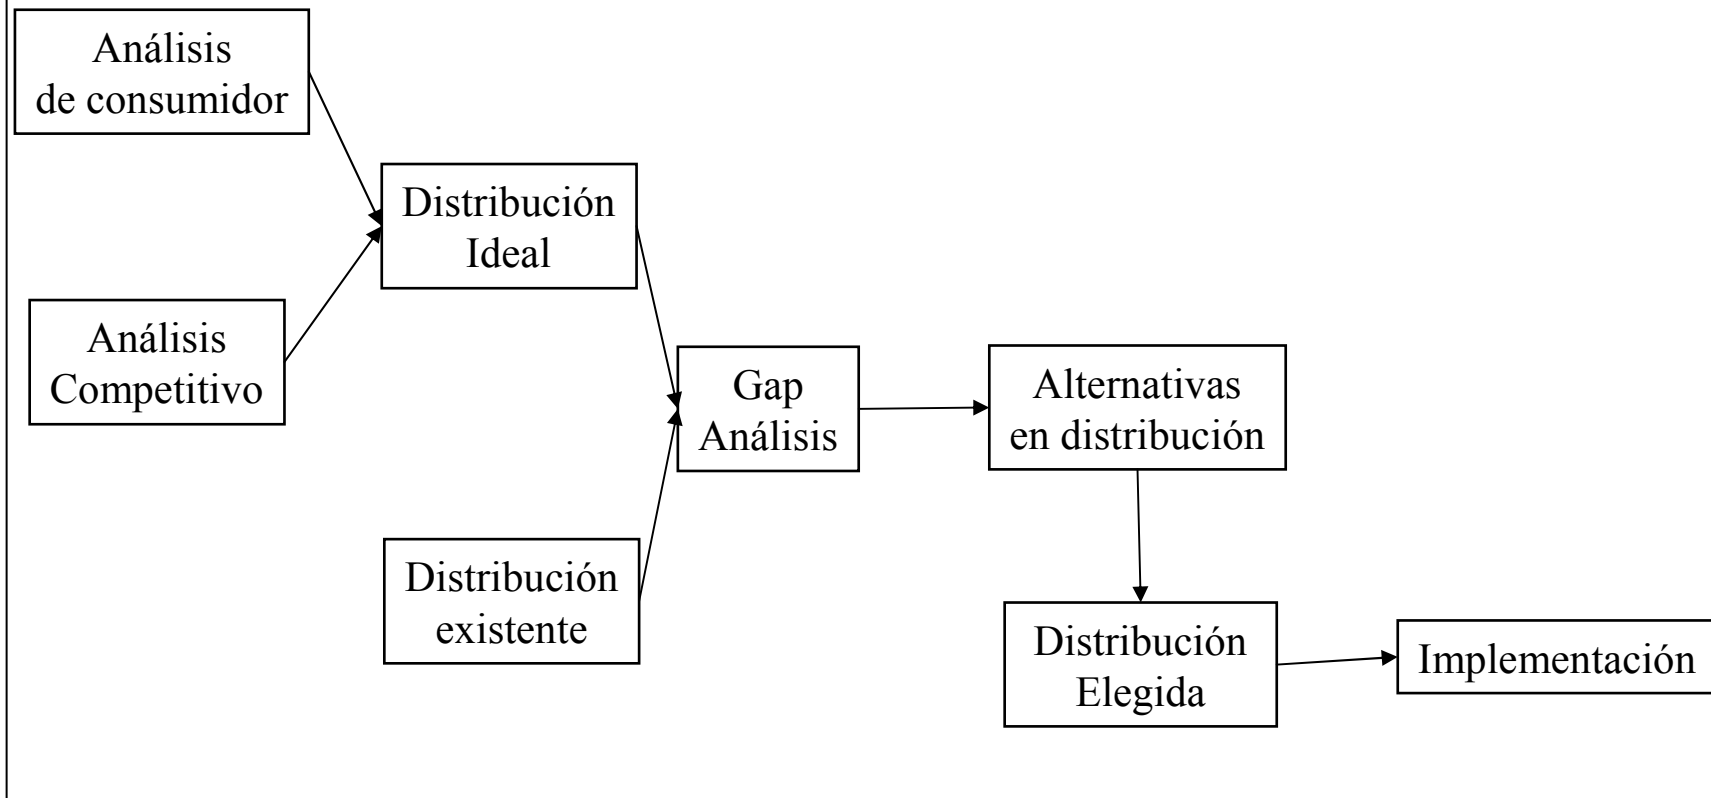 Análisis
de consumidor
Distribución
Ideal
Análisis
Competitivo
Gap
Análisis
Alternativas
en distribución
Distribución
existente
Distribución
Elegida
Implementación